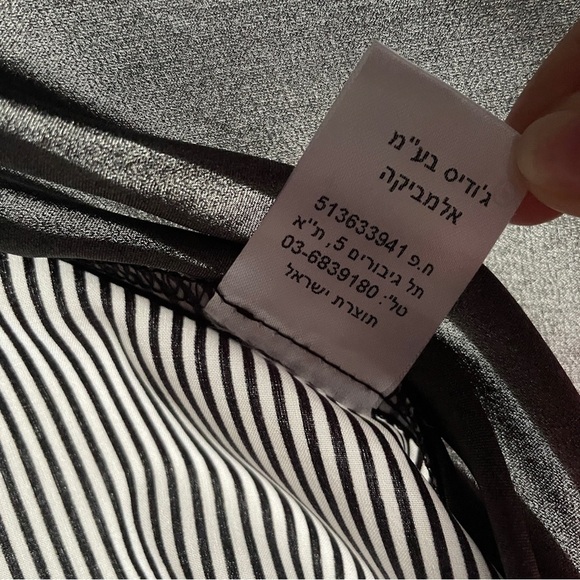 ג'ודיס בע"מ
אלמביקה
ח.פ 513633941
תל גיבורים 5, ת"א
טל': 03-6839180
תוצרת ישראל